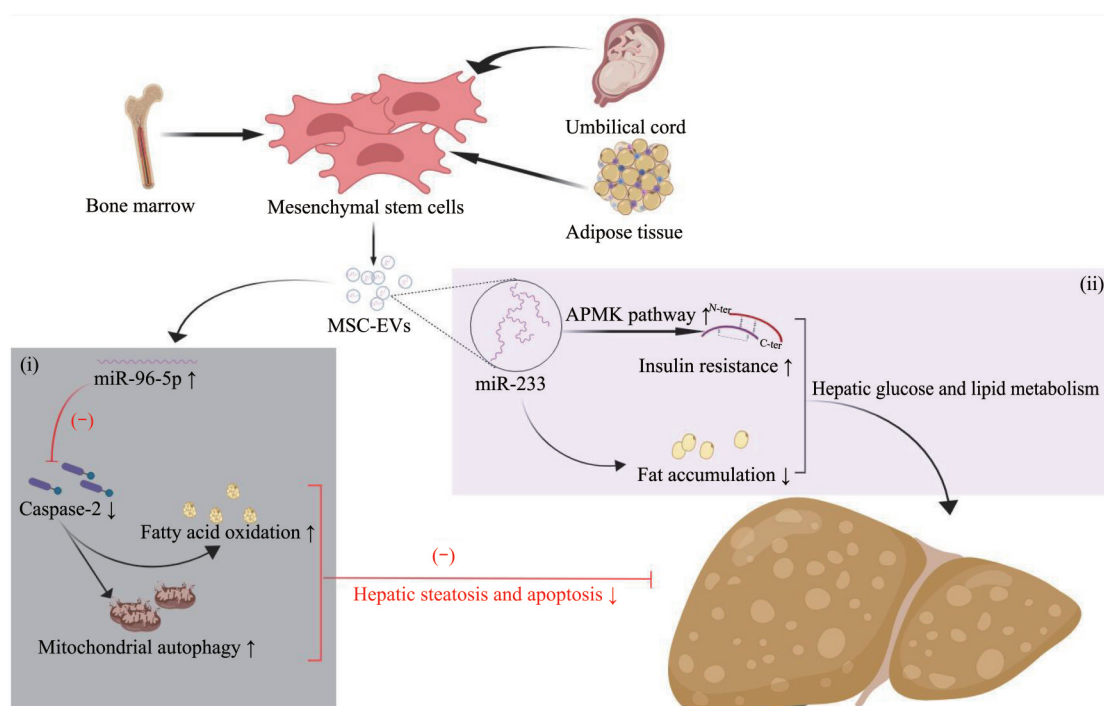 Umbilical cord
Bone marrow
Mesenchymal stem cells
Adipose tissue
MSC-EVs
(i)
miR-96-5p ↑
(−)
Caspase-2 ↓
Fatty acid oxidation ↑
Mitochondrial autophagy ↑
(−)
Hepatic steatosis and apoptosis ↓
(ii)
miR-233
APMK pathway ↑
N-ter
C-ter
Insulin resistance ↑
Fat accumulation ↓
Hepatic glucose and lipid metabolism